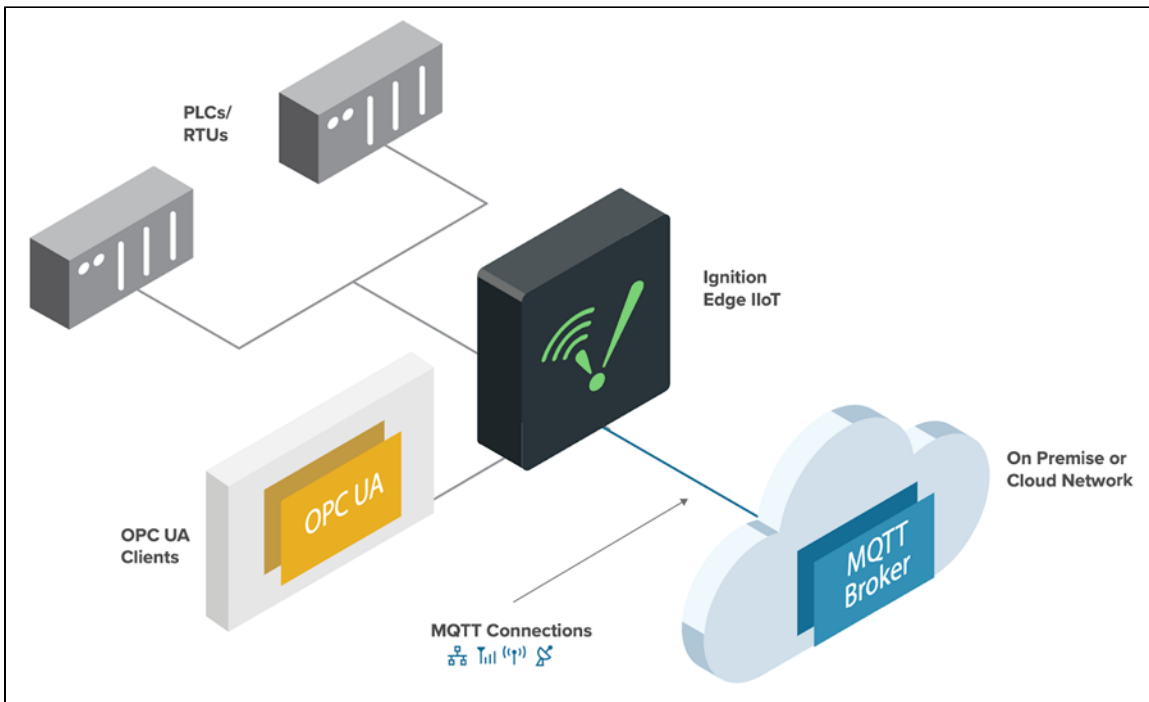 PLCs/
RTUs
Ignition
Edge IIoT
OPC UA
OPC UA
Clients
On Premise or
Cloud Network
MQTT
Broker
MQTT Connections